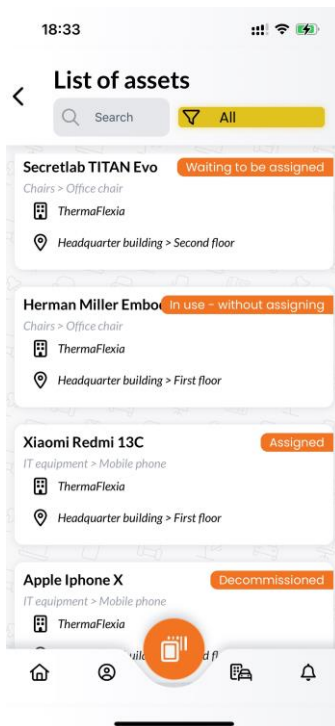 18:33
List of assets
Search
All
Secretlab TITAN Evo
Waiting to be assigned
Chairs > Office chair
ThermaFlexia
Headquarter building > Second floor
Herman Miller
In use - without assigning
Chairs > Office chair
ThermaFlexia
Headquarter building > First floor
Xiaomi Redmi 13C
Assigned
IT equipment > Mobile phone
ThermaFlexia
Headquarter building > First floor
Apple Iphone X
Decommissioned
IT equipment > Mobile phone
ThermaFlexia